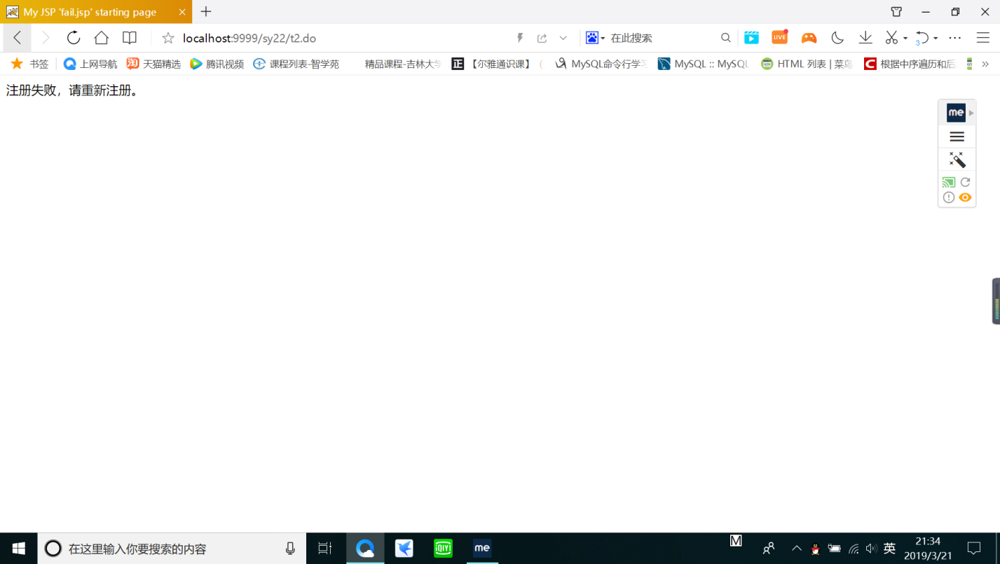 My JSP 'fail.jsp' starting page
localhost:9999/sy22/t2.do
在此搜索
LIVE
3
书签
上网导航
淘
天猫精选
腾讯视频
课程列表-智学苑
精品课程-吉林大学
正
【尔雅通识课】
MySQL命令行学习
MySQL :: MySQL
HTML 列表 | 菜鸟
C
根据中序遍历和后
注册失败，请重新注册。
me
在这里输入你要搜索的内容
iQIYI
me
M
英
21:34
2019/3/21